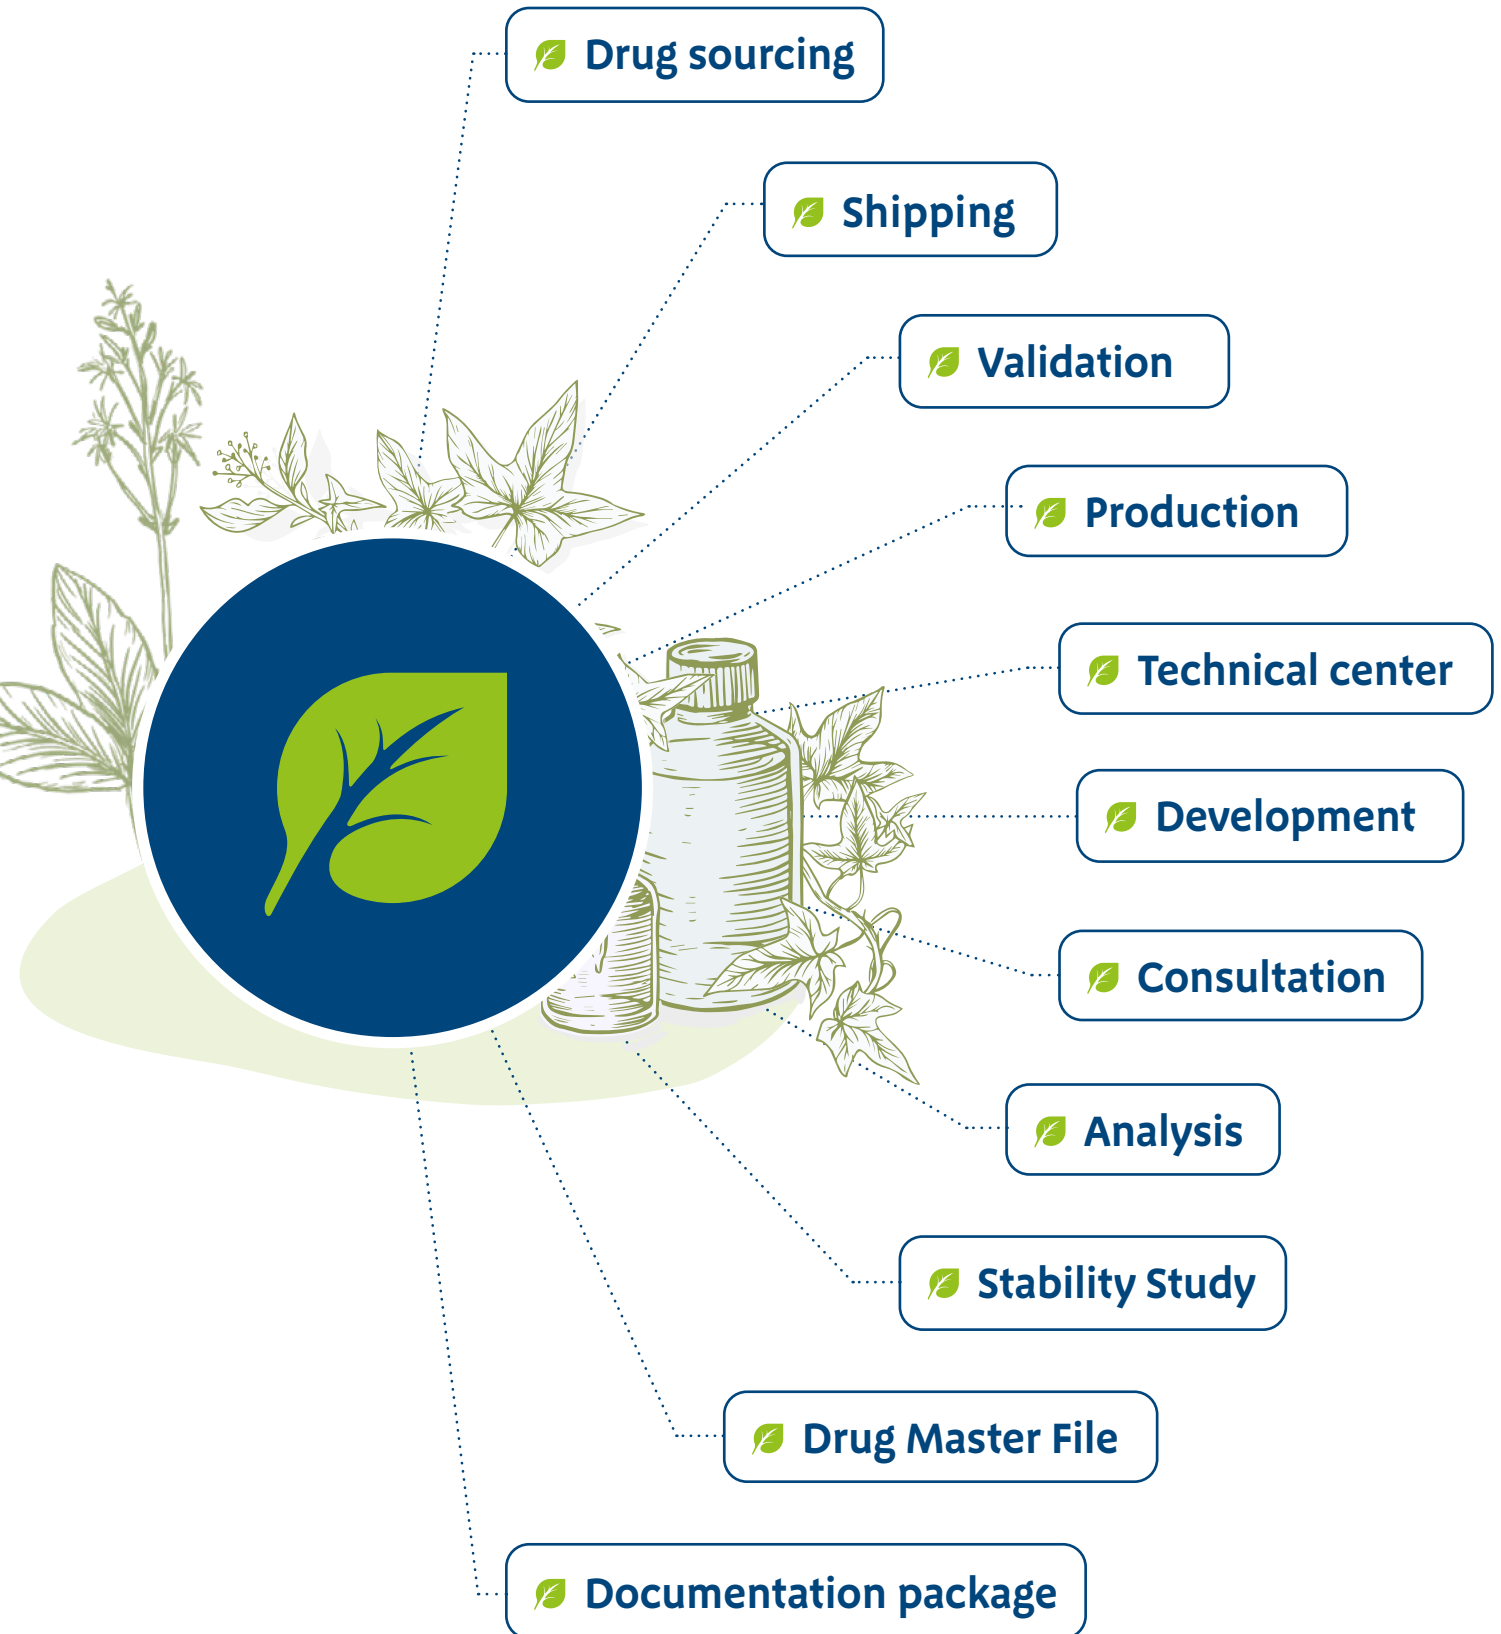 Drug sourcing
Shipping
Validation
Production
Technical center
Development
Consultation
Analysis
Stability Study
Drug Master File
Documentation package